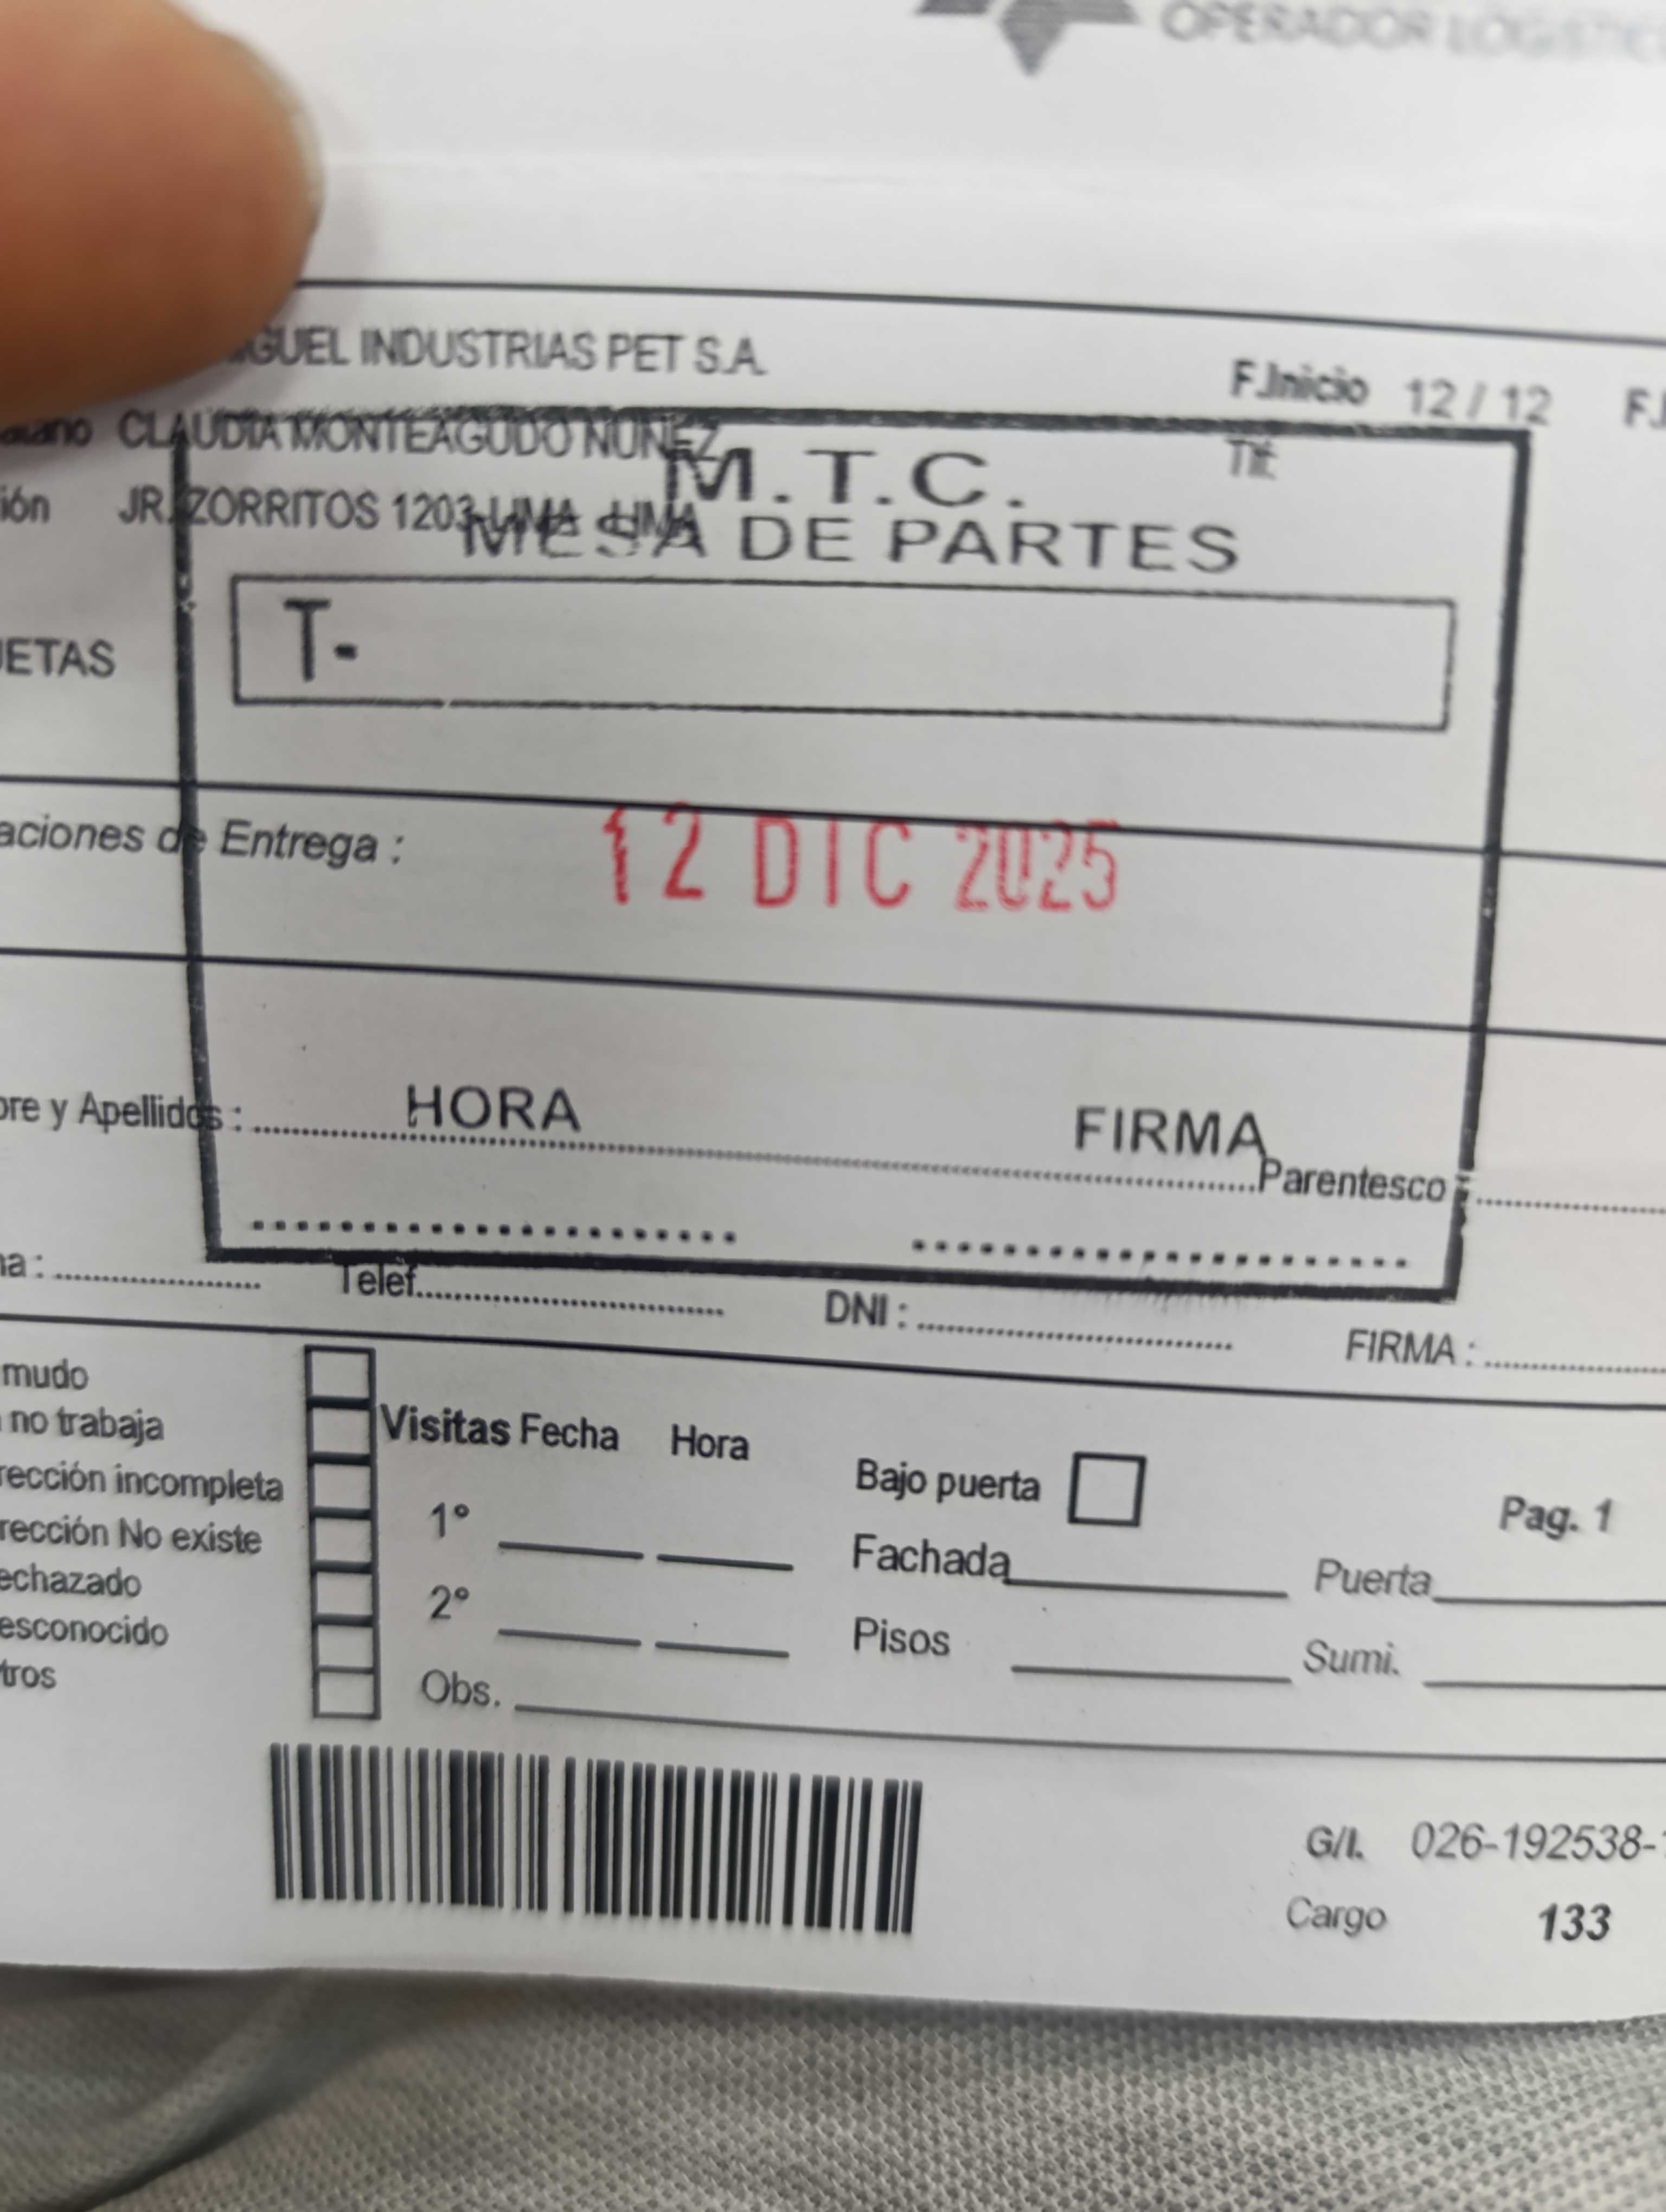 OPERADOR LOGISTICO
GUEL INDUSTRIAS PET S.A.
F.Inicio 12 / 12
CLAUDIA MONTEAGUDO NUÑEZ
M.T.C.
Tlf:
ión JR. ZORRITOS 1203 LIMA - LIMA
MESA DE PARTES
UETAS
T-
aciones de Entrega :
12 DIC 2025
bre y Apellidos :
HORA
FIRMA
Parentesco :
na :
Telef.
DNI :
FIRMA :
mudo
no trabaja
Visitas Fecha Hora
rección incompleta
Bajo puerta
Pag. 1
1°
rección No existe
Fachada
Puerta
echazado
2°
esconocido
Pisos
Sumi.
tros
Obs.
G/I. 026-192538-
Cargo 133